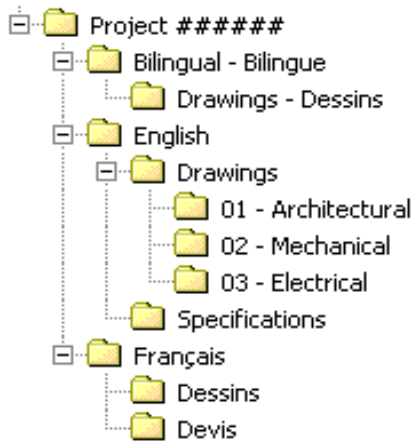 Project ######
Bilingual - Bilingue
Drawings - Dessins
English
Drawings
01 - Architectural
02 - Mechanical
03 - Electrical
Specifications
Français
Dessins
Devis